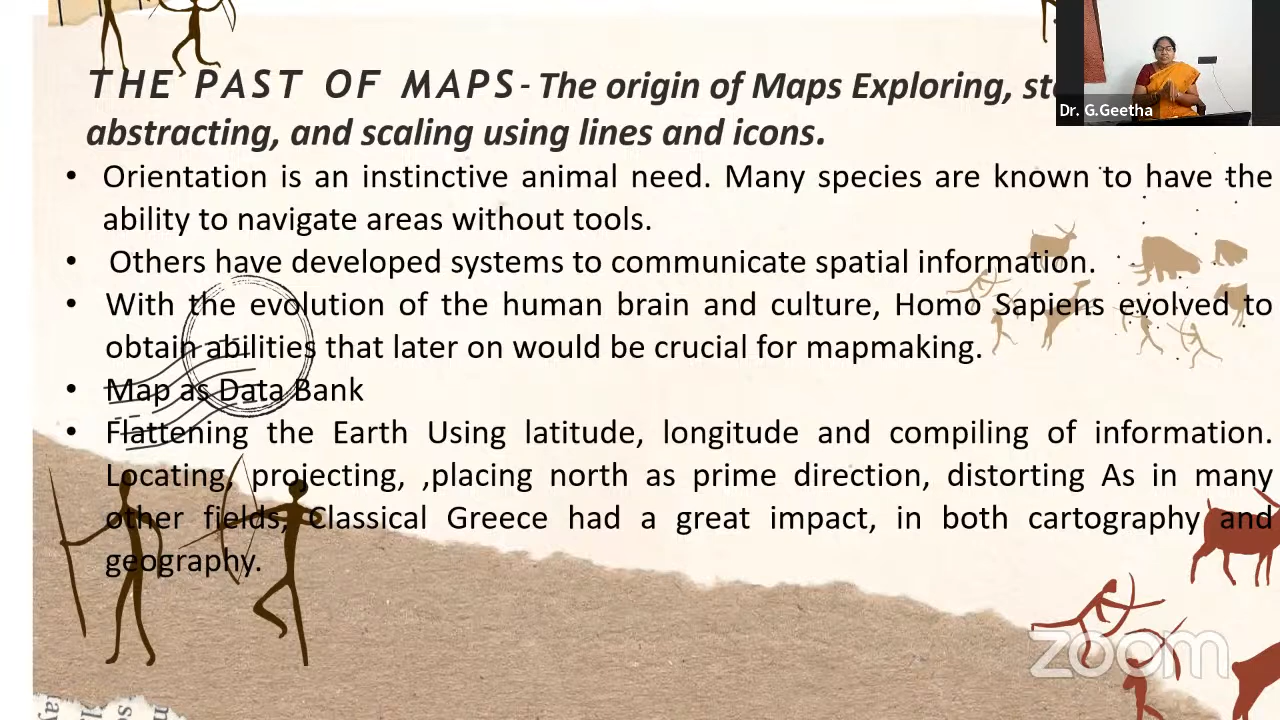 THE PAST OF MAPS - The origin of Maps Exploring,
Dr. G.Geetha
abstracting, and scaling using lines and icons.
• Orientation is an instinctive animal need. Many species are known to have the
ability to navigate areas without tools.
• Others have developed systems to communicate spatial information.
• With the evolution of the human brain and culture, Homo Sapiens evolved to
obtain abilities that later on would be crucial for mapmaking.
• Map as Data Bank
• Flattening the Earth Using latitude, longitude and compiling of information.
Locating, projecting, ,placing north as prime direction, distorting As in many
other fields, Classical Greece had a great impact, in both cartography and
geography.
zoom